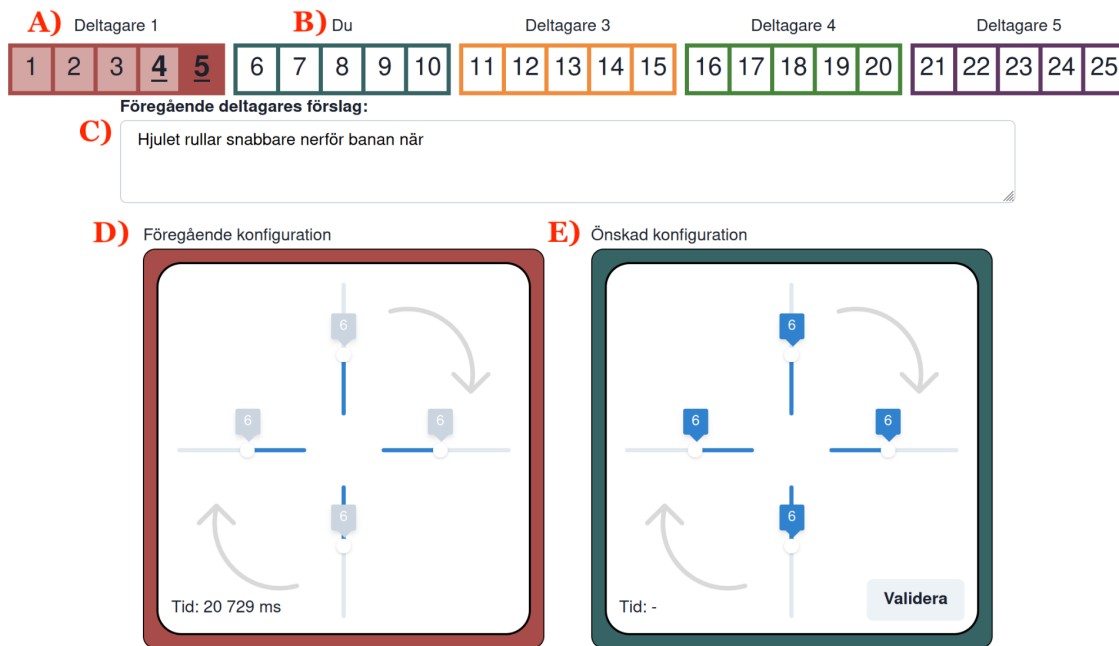 A) Deltagare 1 B) Du Deltagare 3 Deltagare 4 Deltagare 5
1 2 3 4 5 6 7 8 9 10 11 12 13 14 15 16 17 18 19 20 21 22 23 24 25
Föregående deltagares förslag:
C) Hjulet rullar snabbare nerför banan när
D) Föregående konfiguration E) Önskad konfiguration
6 6
6 6 6 6
6 6
Tid: 20 729 ms Tid: - Validera